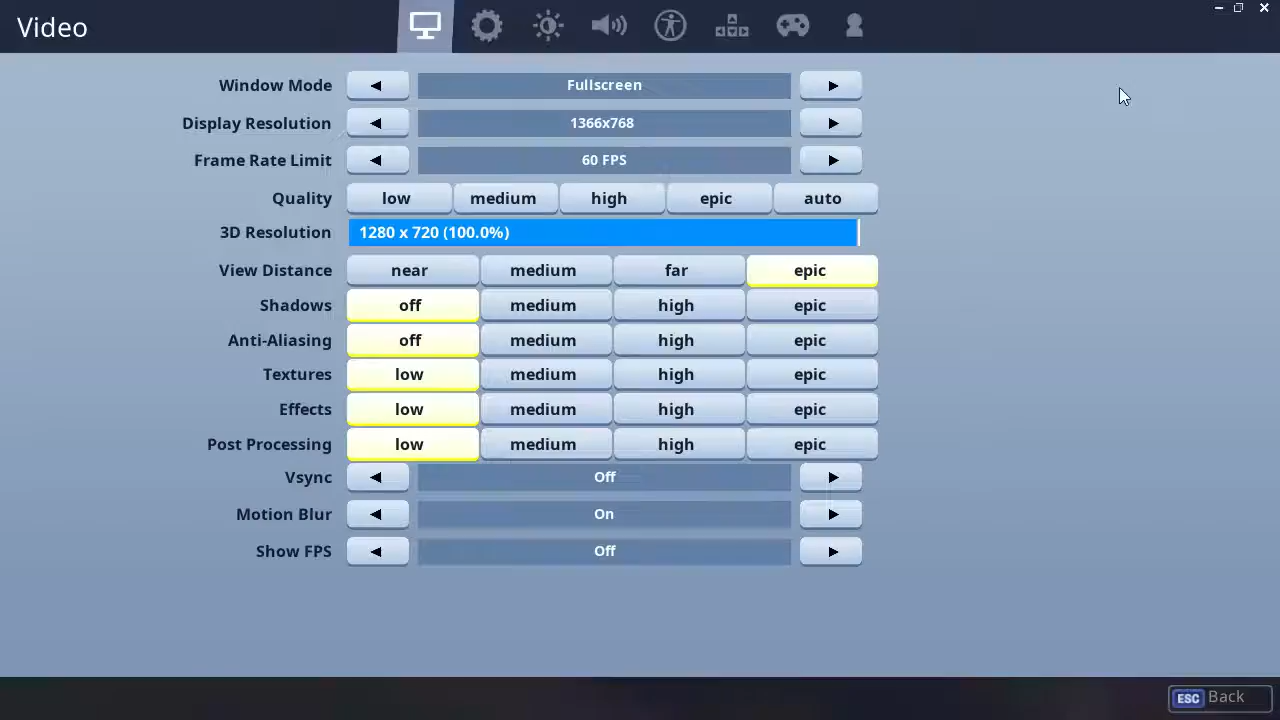 Video
Window Mode ◀ Fullscreen ▶
Display Resolution ◀ 1366x768 ▶
Frame Rate Limit ◀ 60 FPS ▶
Quality low medium high epic auto
3D Resolution 1280 x 720 (100.0%)
View Distance near medium far epic
Shadows off medium high epic
Anti-Aliasing off medium high epic
Textures low medium high epic
Effects low medium high epic
Post Processing low medium high epic
Vsync ◀ Off ▶
Motion Blur ◀ On ▶
Show FPS ◀ Off ▶
ESC Back